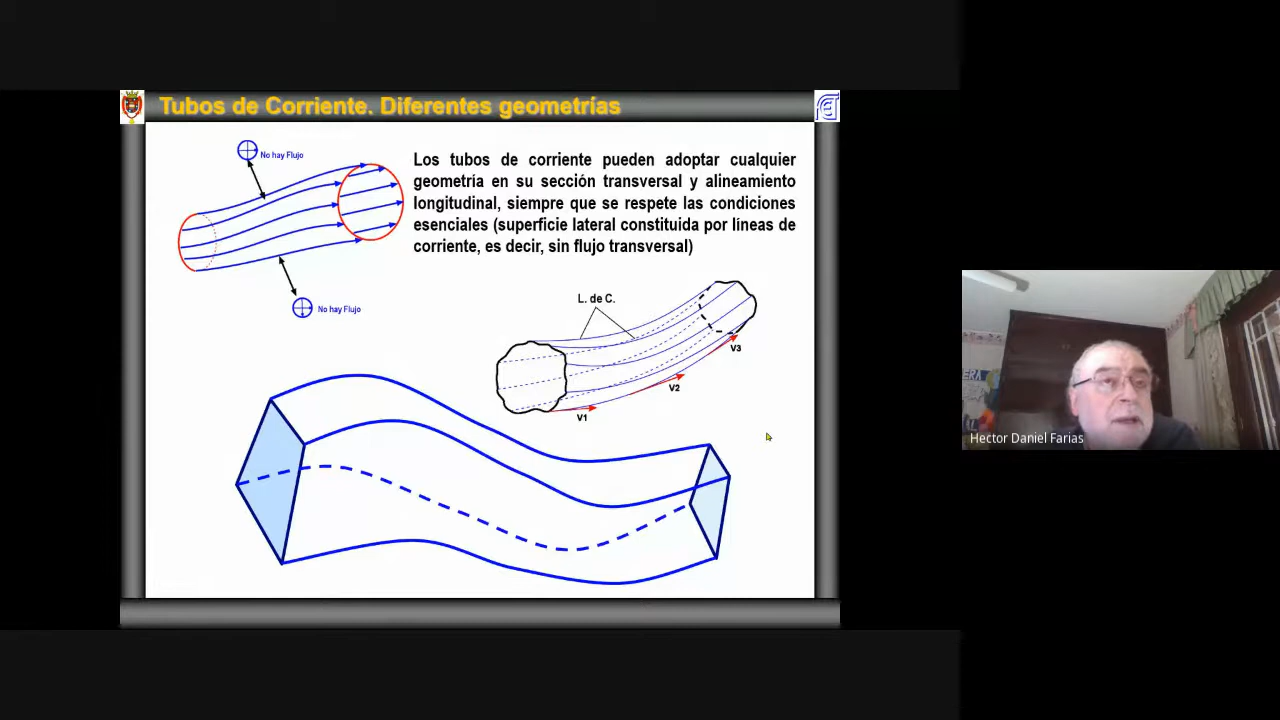 Tubos de Corriente. Diferentes geometrías
No hay Flujo
Los tubos de corriente pueden adoptar cualquier
geometría en su sección transversal y alineamiento
longitudinal, siempre que se respete las condiciones
esenciales (superficie lateral constituida por líneas de
corriente, es decir, sin flujo transversal)
No hay Flujo
L. de C.
V3
V2
V1
Hector Daniel Farias